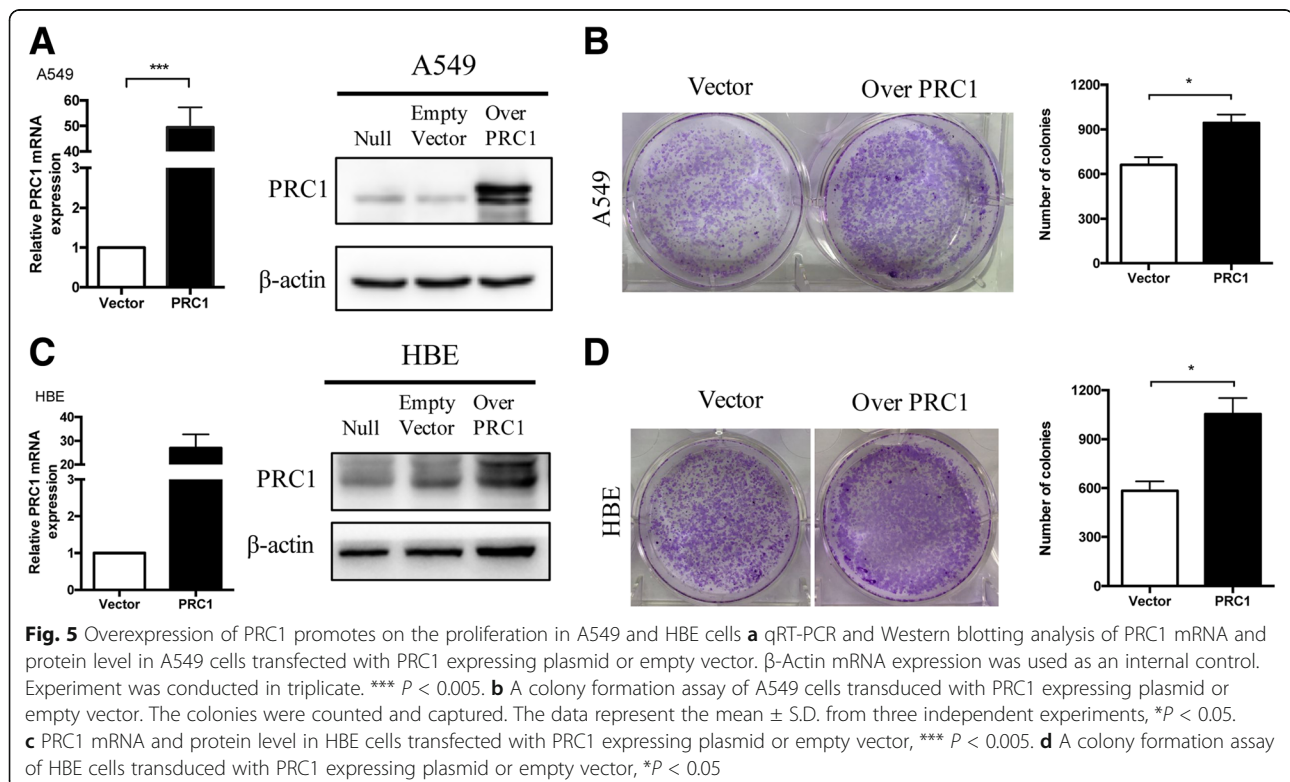 A
A549
***
Relative PRC1 mRNA
expression
60
50
40
3
2
1
0
Vector PRC1
A549
Null Empty Vector Over PRC1
PRC1
β-actin
B
Vector Over PRC1
A549
*
Number of colonies
1200
900
600
300
0
Vector PRC1
C
HBE
Relative PRC1 mRNA
expression
40
30
20
3
2
1
0
Vector PRC1
HBE
Null Empty Vector Over PRC1
PRC1
β-actin
D
Vector Over PRC1
HBE
*
Number of colonies
1200
900
600
300
0
Vector PRC1
Fig. 5 Overexpression of PRC1 promotes on the proliferation in A549 and HBE cells a qRT-PCR and Western blotting analysis of PRC1 mRNA and
protein level in A549 cells transfected with PRC1 expressing plasmid or empty vector. β-Actin mRNA expression was used as an internal control.
Experiment was conducted in triplicate. *** P < 0.005. b A colony formation assay of A549 cells transduced with PRC1 expressing plasmid or
empty vector. The colonies were counted and captured. The data represent the mean ± S.D. from three independent experiments, *P < 0.05.
c PRC1 mRNA and protein level in HBE cells transfected with PRC1 expressing plasmid or empty vector, *** P < 0.005. d A colony formation assay
of HBE cells transduced with PRC1 expressing plasmid or empty vector, *P < 0.05